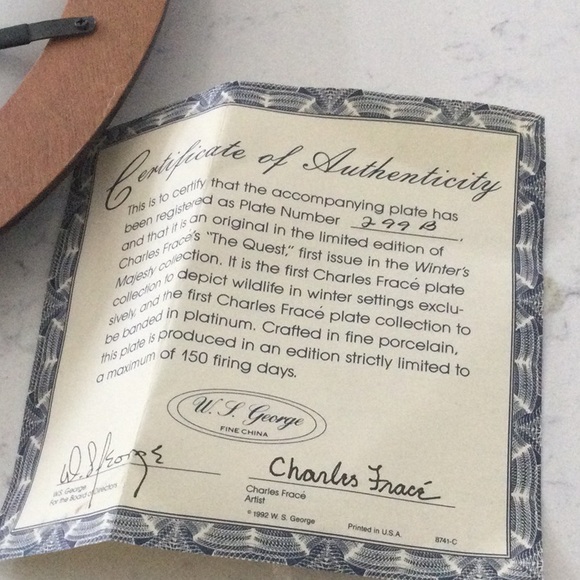 Certificate of Authenticity
This is to certify that the accompanying plate has
been registered as Plate Number 299 B,
and that it is an original in the limited edition of
Charles Fracé's "The Quest," first issue in the Winter's
Majesty collection. It is the first Charles Fracé plate
collection to depict wildlife in winter settings exclu-
sively, and the first Charles Fracé plate collection to
be banded in platinum. Crafted in fine porcelain,
this plate is produced in an edition strictly limited to
a maximum of 150 firing days.
W. S. George
FINE CHINA
W. S. George
Charles Fracé
W.S. George
for the Board of Directors
Charles Fracé
Artist
© 1992 W. S. George
Printed in U.S.A.
8741-C